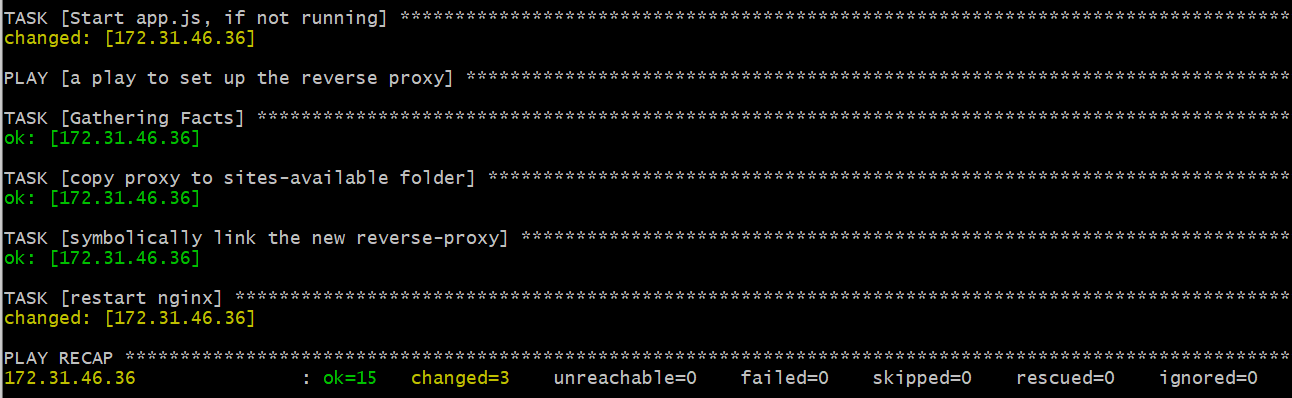 TASK [Start app.js, if not running] *********************************************************************************
changed: [172.31.46.36]
PLAY [a play to set up the reverse proxy] ***************************************************************************
TASK [Gathering Facts] **********************************************************************************************
ok: [172.31.46.36]
TASK [copy proxy to sites-available folder] *************************************************************************
ok: [172.31.46.36]
TASK [symbolically link the new reverse-proxy] **********************************************************************
ok: [172.31.46.36]
TASK [restart nginx] ************************************************************************************************
changed: [172.31.46.36]
PLAY RECAP **********************************************************************************************************
172.31.46.36               : ok=15   changed=3    unreachable=0    failed=0    skipped=0    rescued=0    ignored=0